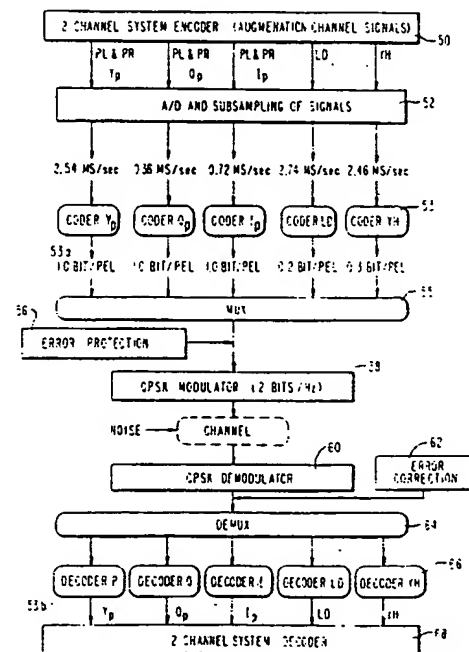 2 CHANNEL SYSTEM ENCODER (AUGMENATION CHANNEL SIGNALS)
50
PL & PR PL & PR PL & PR LD YH
Yp Qp Ip
A/D AND SUBSAMPLING OF SIGNALS
52
2.54 MS/sec 0.36 MS/sec 0.72 MS/sec 2.74 MS/sec 2.46 MS/sec
CODER Yp CODER Qp CODER Ip CODER LD CODER YH
53
53a
1.0 BIT/PEL 1.0 BIT/PEL 1.0 BIT/PEL 0.2 BIT/PEL 0.3 BIT/PEL
MUX
55
56
ERROR PROTECTION
QPSK MODULATOR (2 BITS/Hz)
58
NOISE CHANNEL
60
62
QPSK DEMODULATOR
ERROR
CORRECTION
DEMUX
64
DECODER P DECODER Q DECODER I DECODER LD DECODER YH
66
53b
Yp Qp Ip LD YH
2 CHANNEL SYSTEM DECODER
68